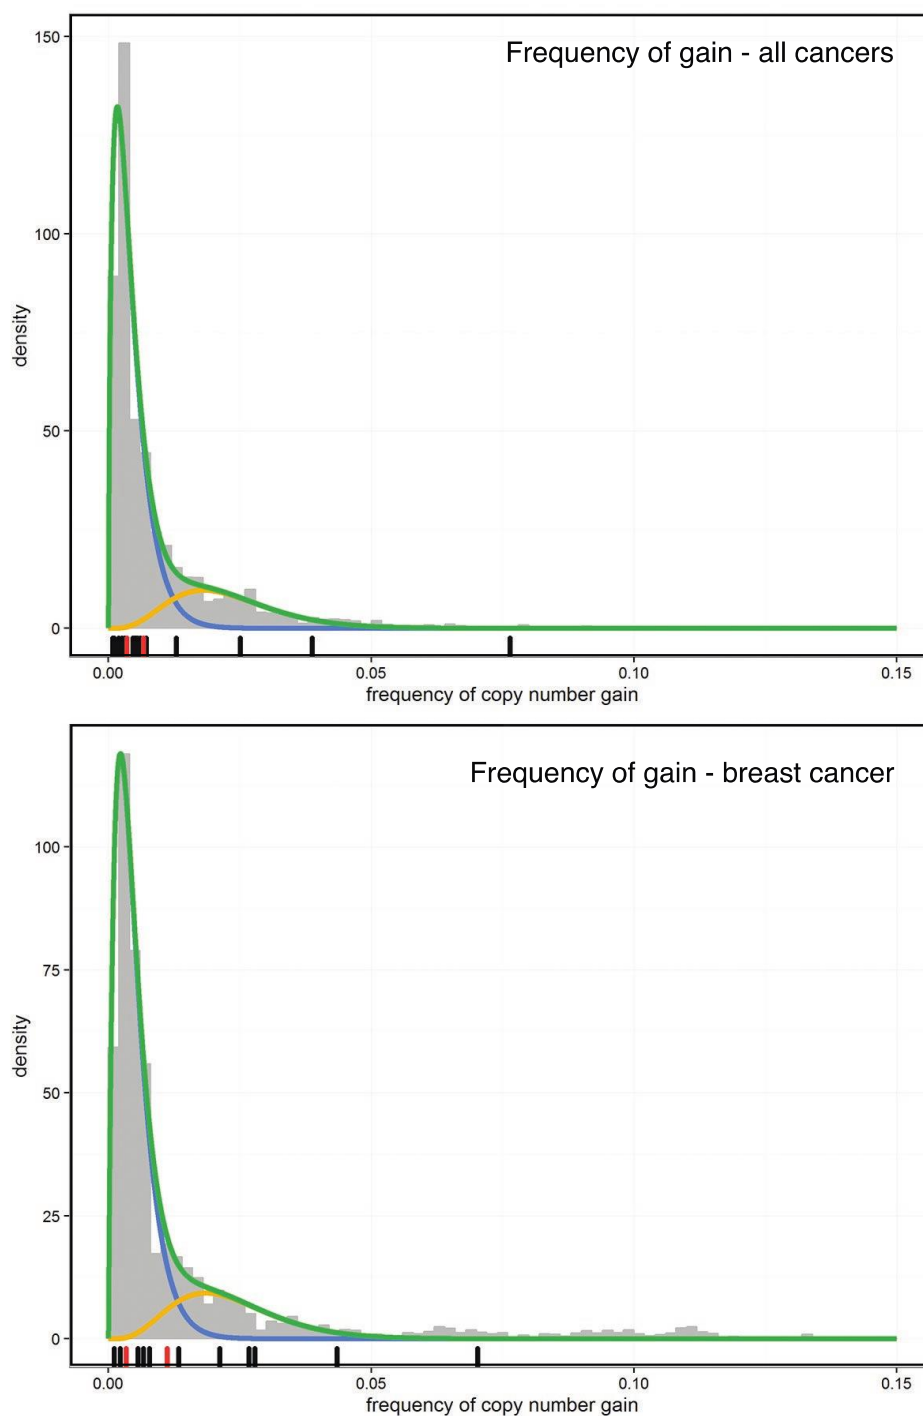 Frequency of gain - all cancers
150
100
50
0
density
0.00
0.05
0.10
0.15
frequency of copy number gain
Frequency of gain - breast cancer
100
75
50
25
0
density
0.00
0.05
0.10
0.15
frequency of copy number gain